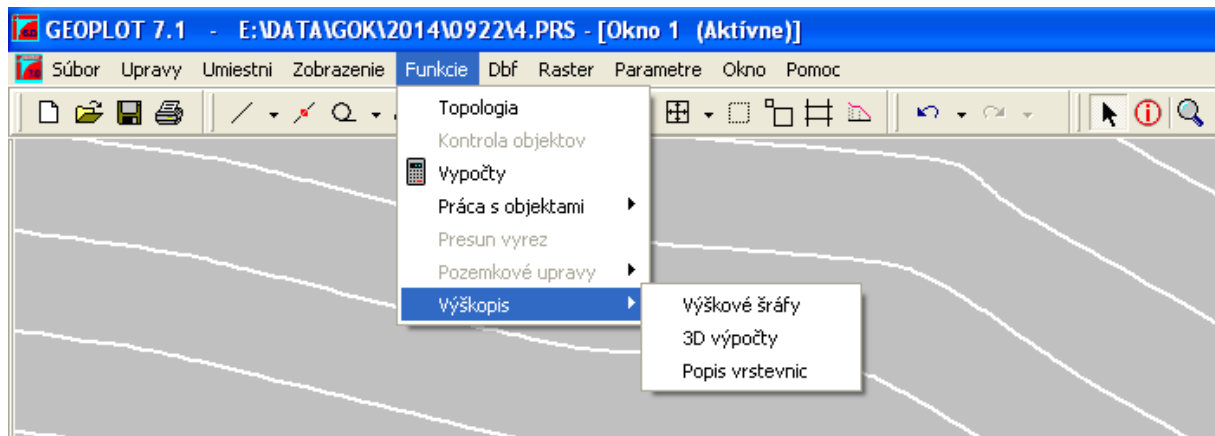 GEOPLOT 7.1 - E:\DATA\GOK\2014\0922\4.PRS - [Okno 1 (Aktívne)]
Súbor Upravy Umiestni Zobrazenie Funkcie Dbf Raster Parametre Okno Pomoc
Topologia
Kontrola objektov
Vypočty
Práca s objektami
Presun vyrez
Pozemkové upravy
Výškopis
Výškové šráfy
3D výpočty
Popis vrstevnic